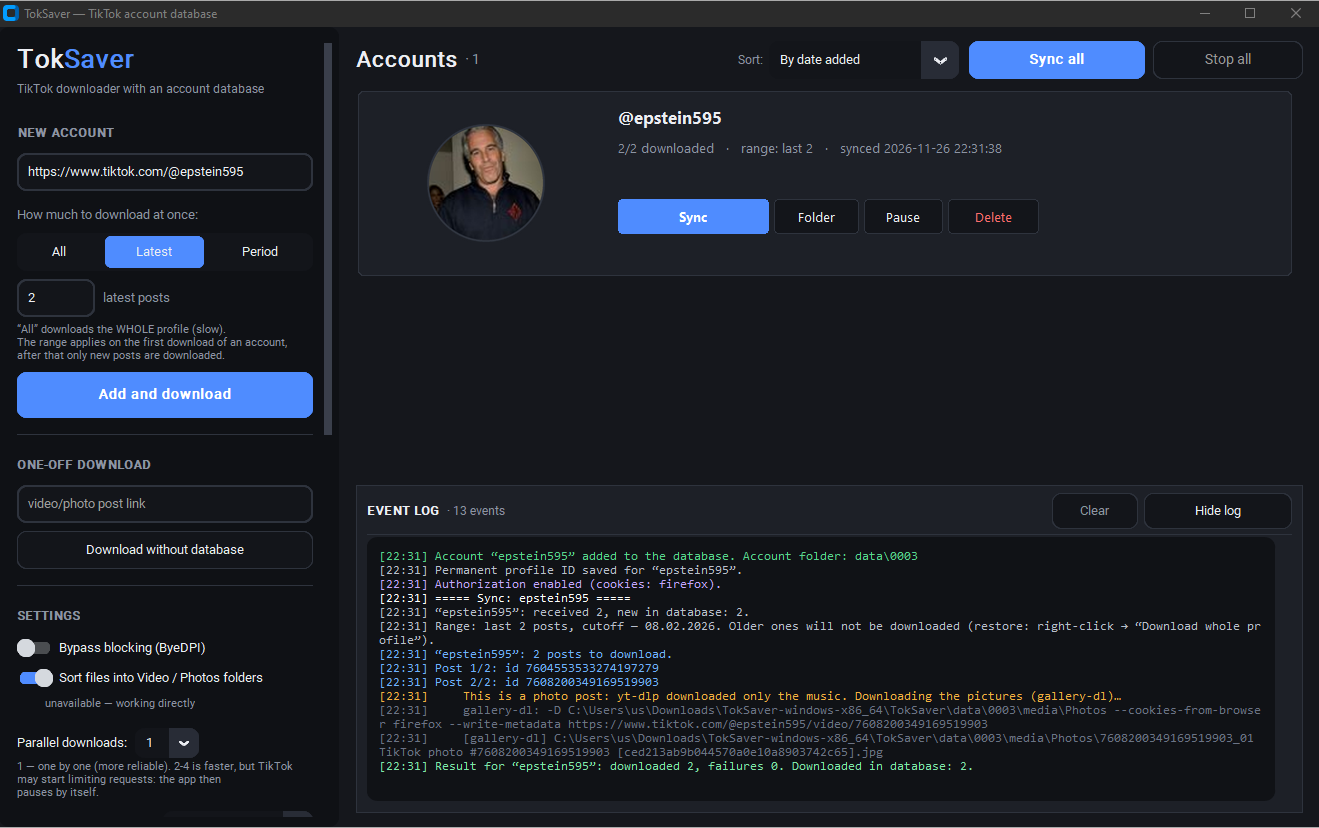 TokSaver — TikTok account database
TokSaver
TikTok downloader with an account database
NEW ACCOUNT
https://www.tiktok.com/@epstein595
How much to download at once:
All
Latest
Period
2
latest posts
“All” downloads the WHOLE profile (slow).
The range applies on the first download of an account,
after that only new posts are downloaded.
Add and download
ONE-OFF DOWNLOAD
video/photo post link
Download without database
SETTINGS
Bypass blocking (ByeDPI)
Sort files into Video / Photos folders
unavailable — working directly
Parallel downloads:
1
1 — one by one (more reliable). 2-4 is faster, but TikTok
may start limiting requests: the app then
pauses by itself.
Accounts · 1
Sort:
By date added
Sync all
Stop all
@epstein595
2/2 downloaded · range: last 2 · synced 2026-11-26 22:31:38
Sync
Folder
Pause
Delete
EVENT LOG · 13 events
Clear
Hide log
[22:31] Account “epstein595” added to the database. Account folder: data\0003
[22:31] Permanent profile ID saved for “epstein595”.
[22:31] Authorization enabled (cookies: firefox).
[22:31] ===== Sync: epstein595 =====
[22:31] “epstein595”: received 2, new in database: 2.
[22:31] Range: last 2 posts, cutoff — 08.02.2026. Older ones will not be downloaded (restore: right-click → “Download whole pr
ofile”).
[22:31] “epstein595”: 2 posts to download.
[22:31] Post 1/2: id 7604553533274197279
[22:31] Post 2/2: id 7608200349169519903
[22:31] This is a photo post: yt-dlp downloaded only the music. Downloading the pictures (gallery-dl)…
[22:31] gallery-dl: -D C:\Users\us\Downloads\TokSaver-windows-x86_64\TokSaver\data\0003\media\Photos --cookies-from-browse
r firefox --write-metadata https://www.tiktok.com/@epstein595/video/7608200349169519903
[22:31] [gallery-dl] C:\Users\us\Downloads\TokSaver-windows-x86_64\TokSaver\data\0003\media\Photos\7608200349169519903_01
TikTok photo #7608200349169519903 [ced213ab9b044570a0e10a8903742c65].jpg
[22:31] Result for “epstein595”: downloaded 2, failures 0. Downloaded in database: 2.